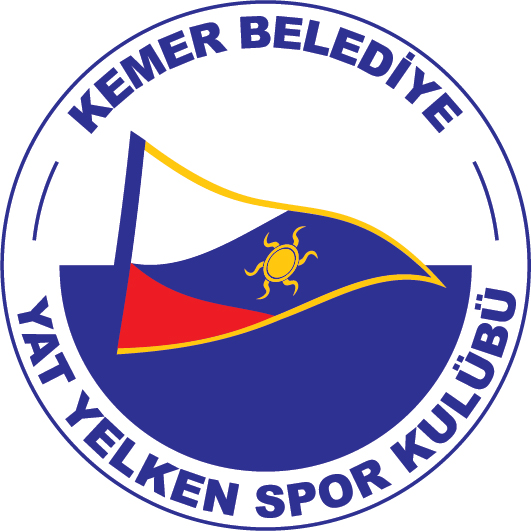 KEMER BELEDİYE
YAT YELKEN SPOR KULÜBÜ